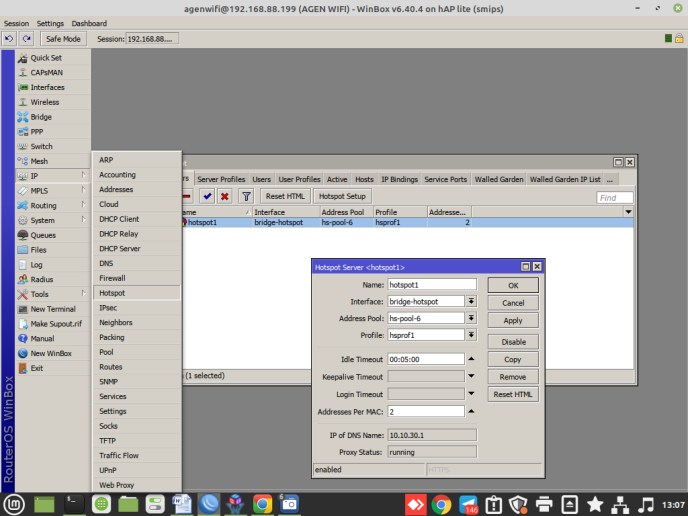 agenwifi@192.168.88.199 (AGEN WIFI) - WinBox v6.40.4 on hAP lite (smips)
Session Settings Dashboard
Safe Mode Session: 192.168.88....
Quick Set
CAPsMAN
Interfaces
Wireless
Bridge
PPP
Switch
Mesh
IP
MPLS
Routing
System
Queues
Files
Log
Radius
Tools
New Terminal
Make Supout.rif
Manual
New WinBox
Exit
RouterOS WinBox
ARP
Accounting
Addresses
Cloud
DHCP Client
DHCP Relay
DHCP Server
DNS
Firewall
Hotspot
IPsec
Neighbors
Packing
Pool
Routes
SNMP
Services
Settings
Socks
TFTP
Traffic Flow
UPnP
Web Proxy
Server Profiles Users User Profiles Active Hosts IP Bindings Service Ports Walled Garden Walled Garden IP List ...
Reset HTML Hotspot Setup Find
ame Interface Address Pool Profile Addresse...
hotspot1 bridge-hotspot hs-pool-6 hsprof1 2
(1 selected)
Hotspot Server <hotspot1>
Name: hotspot1
Interface: bridge-hotspot
Address Pool: hs-pool-6
Profile: hsprof1
Idle Timeout 00:05:00
Keepalive Timeout
Login Timeout
Addresses Per MAC: 2
IP of DNS Name: 10.10.30.1
Proxy Status: running
enabled HTTPS
OK
Cancel
Apply
Disable
Copy
Remove
Reset HTML
6
146
13:07